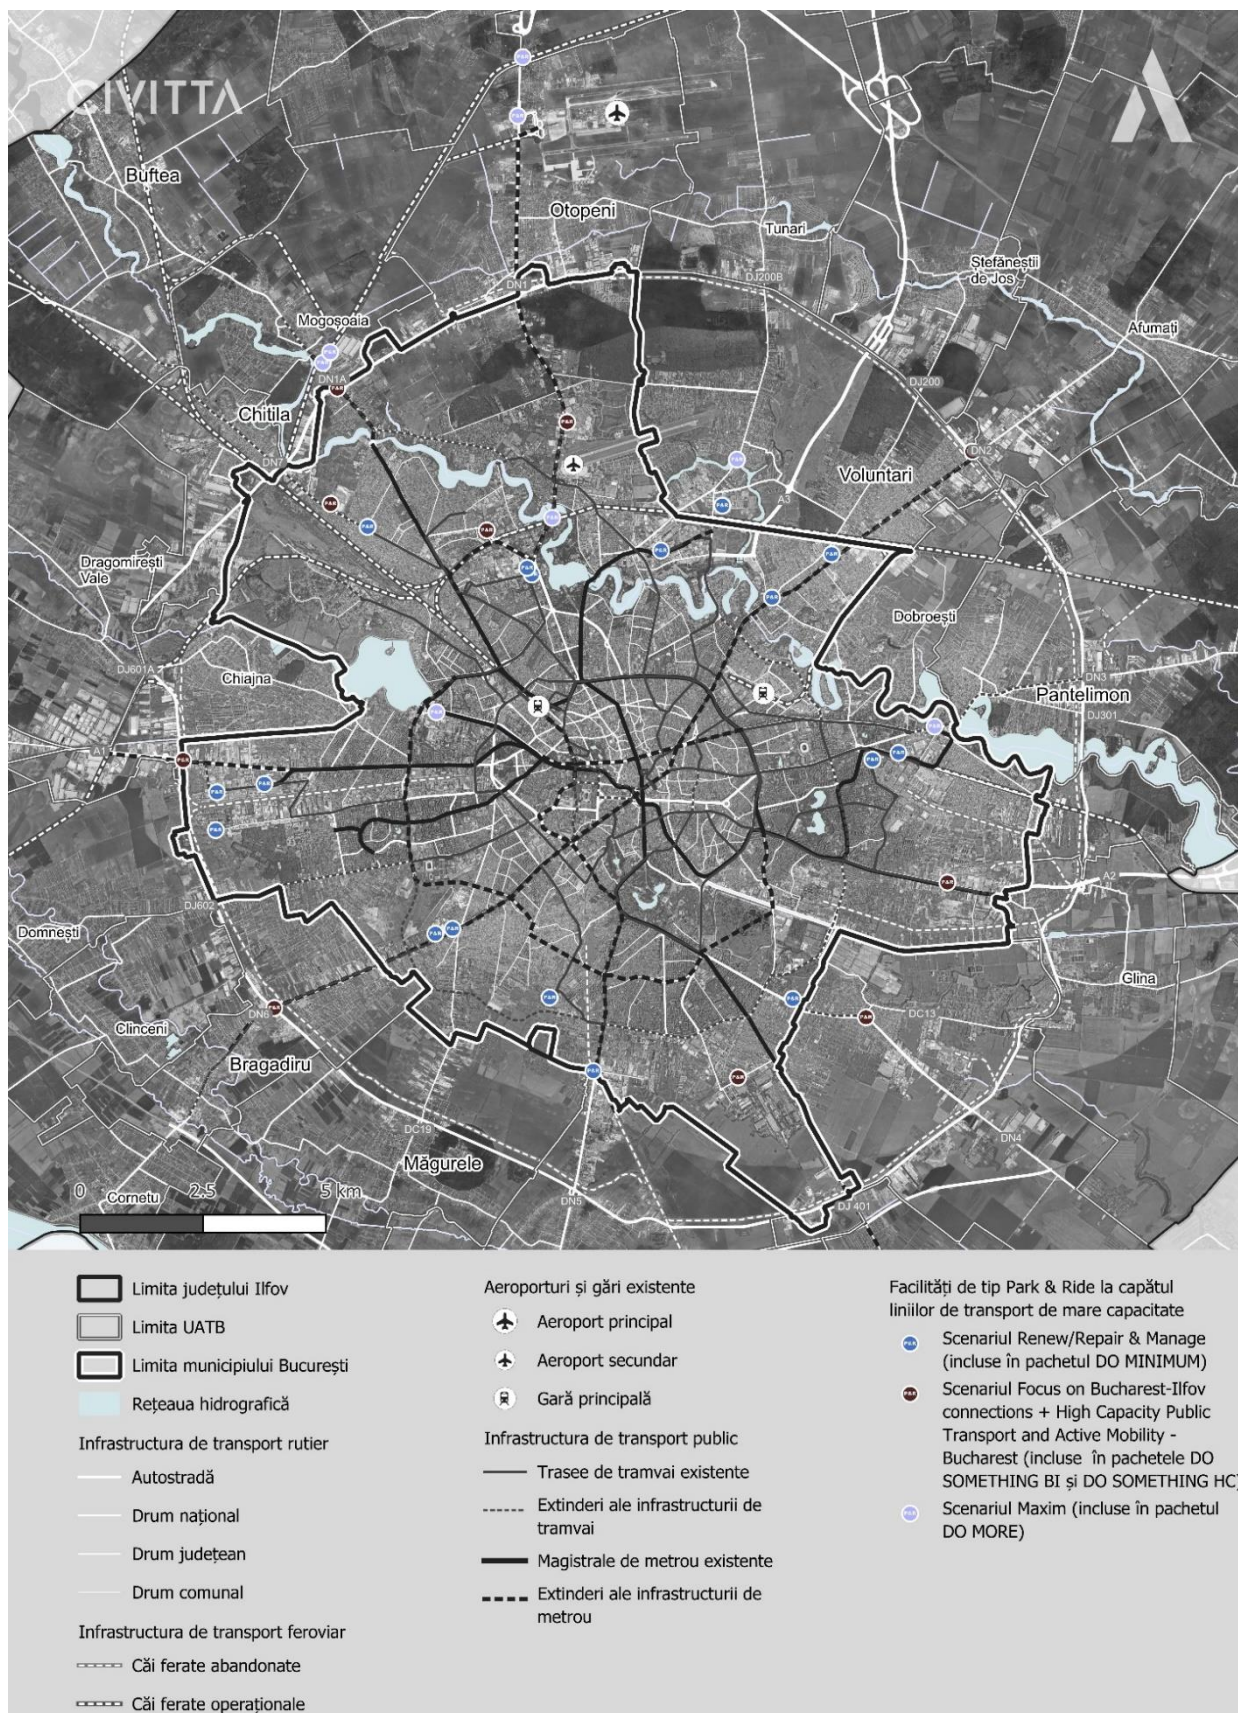 CIVITTA
Buftea
Otopeni
Tunari
Ștefăneștii
de Jos
DN1
DJ200B
Mogoșoaia
Afumați
DN1A
DJ200
Chitila
DN2
DN7
Voluntari
A3
Dragomirești
Vale
Dobroești
DJ601A
Chiajna
DN3
Pantelimon
DJ301
A1
A2
DJ602
Domnești
Glina
DN6
DC13
Clinceni
Bragadiru
DC19
DN4
Măgurele
0 2.5 5 km
Cornetu
DN5
DJ 401
P&R
Limita județului Ilfov
Limita UATB
Limita municipiului București
Rețeaua hidrografică
Infrastructura de transport rutier
Autostradă
Drum național
Drum județean
Drum comunal
Infrastructura de transport feroviar
Căi ferate abandonate
Căi ferate operaționale
Aeroporturi și gări existente
Aeroport principal
Aeroport secundar
Gară principală
Infrastructura de transport public
Trasee de tramvai existente
Extinderi ale infrastructurii de
tramvai
Magistrale de metrou existente
Extinderi ale infrastructurii de
metrou
Facilități de tip Park & Ride la capătul
liniilor de transport de mare capacitate
P&R Scenariul Renew/Repair & Manage
(incluse în pachetul DO MINIMUM)
P&R Scenariul Focus on Bucharest-Ilfov
connections + High Capacity Public
Transport and Active Mobility -
Bucharest (incluse în pachetele DO
SOMETHING BI și DO SOMETHING HC)
P&R Scenariul Maxim (incluse în pachetul
DO MORE)